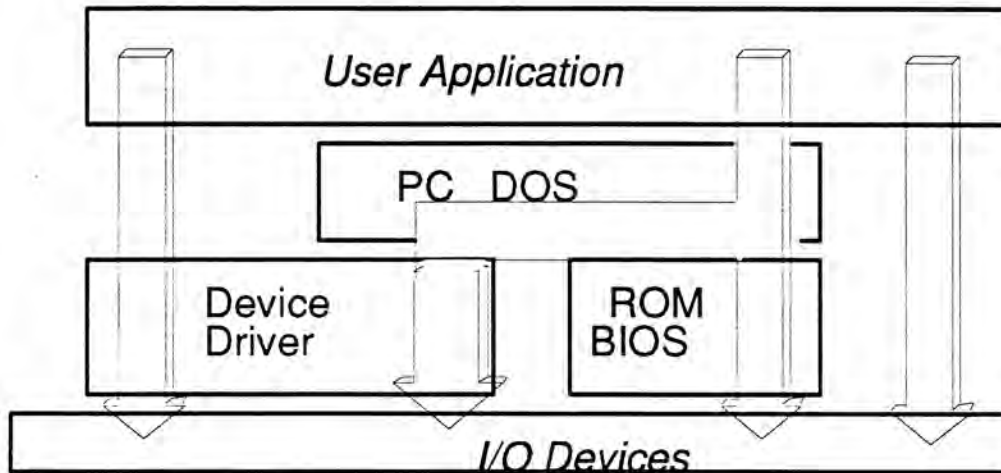 User Application
PC DOS
Device
Driver
ROM
BIOS
I/O Devices